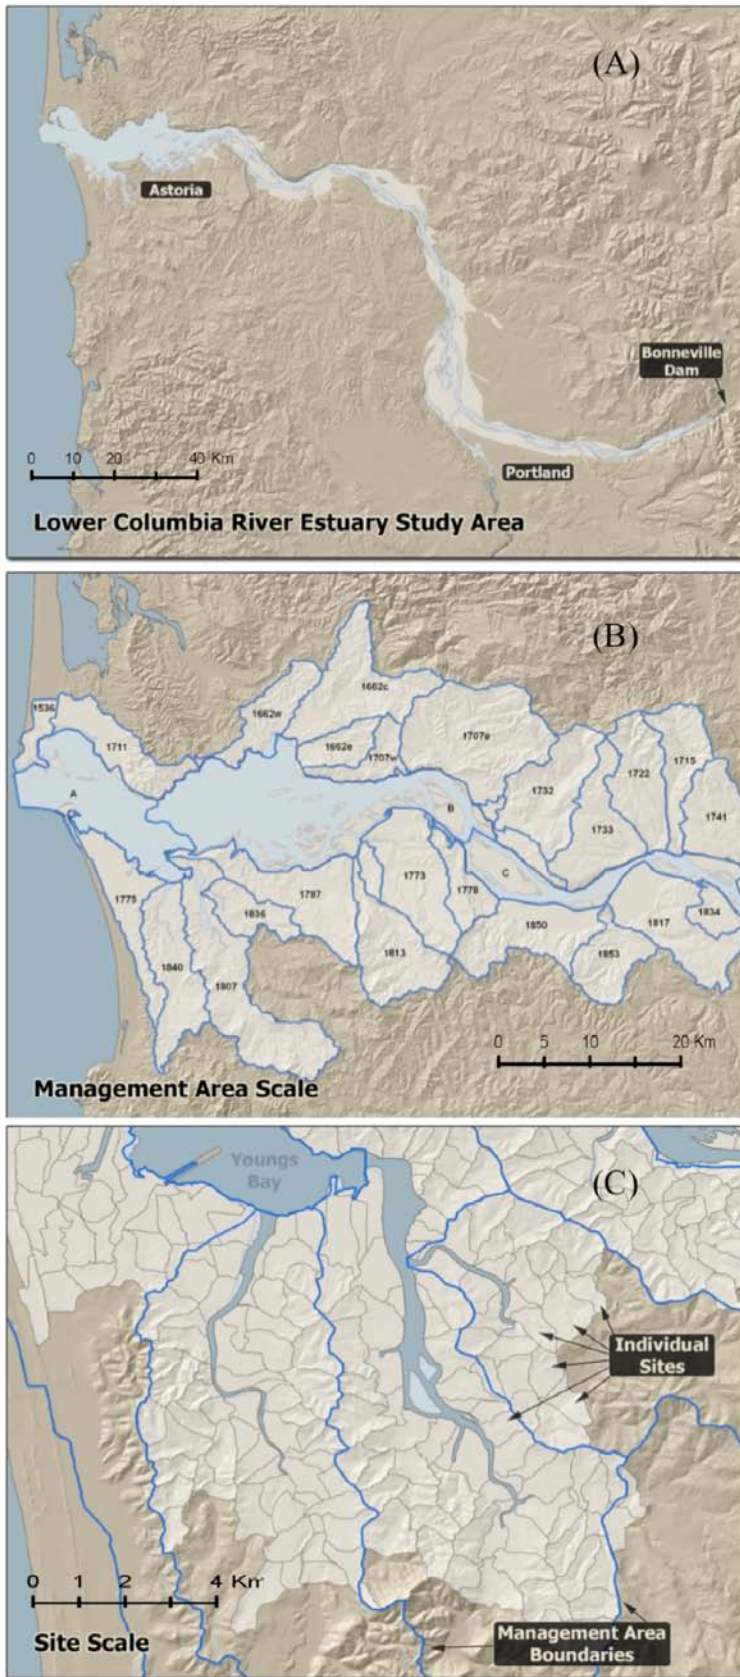 (A)
Astoria
Bonneville
Dam
0 10 20 40 Km
Portland
Lower Columbia River Estuary Study Area
(B)
1536
1711
1662w
1662c
1662e
1707w
1707e
1732
1722
1715
1733
1741
A
B
C
1775
1840
1836
1807
1787
1773
1778
1813
1850
1853
1817
1834
0 5 10 20 Km
Management Area Scale
Youngs
Bay
(C)
Individual
Sites
0 1 2 4 Km
Site Scale
Management Area
Boundaries